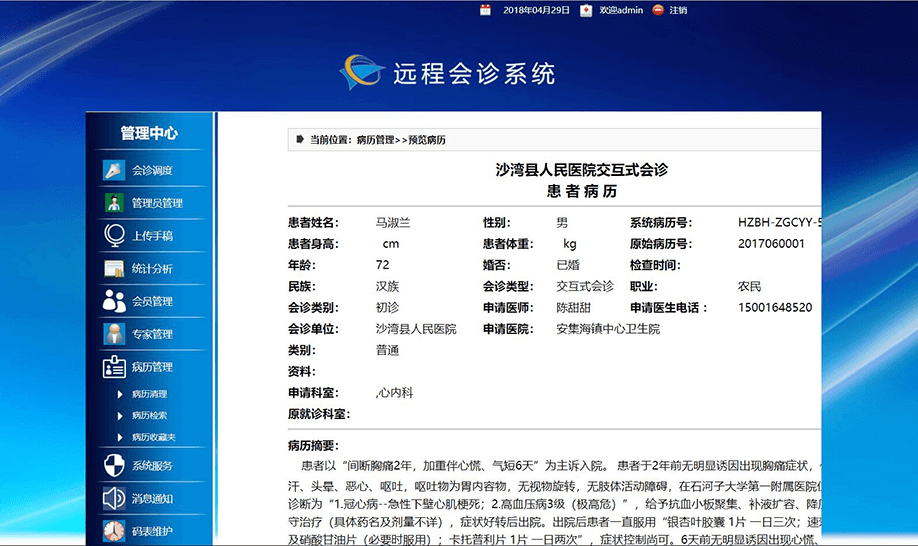 2018年04月29日 欢迎admin 注销
远程会诊系统
管理中心
会诊调度
管理员管理
上传手稿
统计分析
会员管理
专家管理
病历管理
病历清理
病历检索
病历收藏夹
系统服务
消息通知
码表维护
当前位置：病历管理>>预览病历
沙湾县人民医院交互式会诊
患 者 病 历
患者姓名： 马淑兰 性别： 男 系统病历号： HZBH-ZGCYY-
患者身高： cm 患者体重： kg 原始病历号： 2017060001
年龄： 72 婚否： 已婚 检查时间：
民族： 汉族 会诊类型： 交互式会诊 职业： 农民
会诊类别： 初诊 申请医师： 陈甜甜 申请医生电话： 15001648520
会诊单位： 沙湾县人民医院 申请医院： 安集海镇中心卫生院
类别： 普通
资料：
申请科室： ,心内科
原就诊科室：
病历摘要：
患者以“间断胸痛2年，加重伴心慌、气短6天”为主诉入院。 患者于2年前无明显诱因出现胸痛症状，
汗、头晕、恶心、呕吐，呕吐物为胃内容物，无视物旋转，无肢体活动障碍，在石河子大学第一附属医院住
诊断为“1.冠心病--急性下壁心肌梗死；2.高血压病3级（极高危）”，给予抗血小板聚集、补液扩容、降
守治疗（具体药名及剂量不详），症状好转后出院。出院后患者一直服用“银杏叶胶囊 1片 一日三次；速
及硝酸甘油片（必要时服用）；卡托普利片 1片 一日两次”，症状控制尚可。6天前无明显诱因出现心慌、